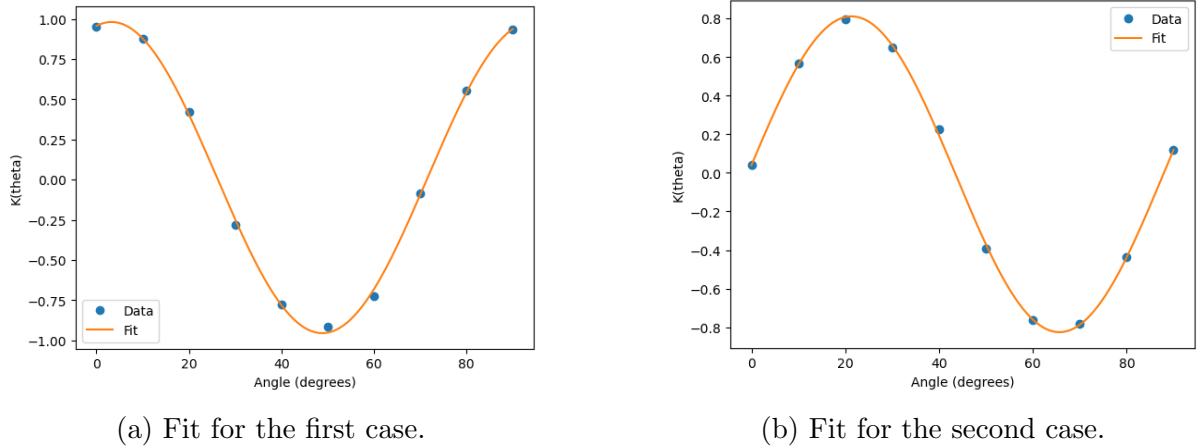 1.00
0.75
0.50
0.25
0.00
−0.25
−0.50
−0.75
−1.00
K(theta)
Data
Fit
0 20 40 60 80
Angle (degrees)
(a) Fit for the first case.
0.8
0.6
0.4
0.2
0.0
−0.2
−0.4
−0.6
−0.8
K(theta)
Data
Fit
0 20 40 60 80
Angle (degrees)
(b) Fit for the second case.